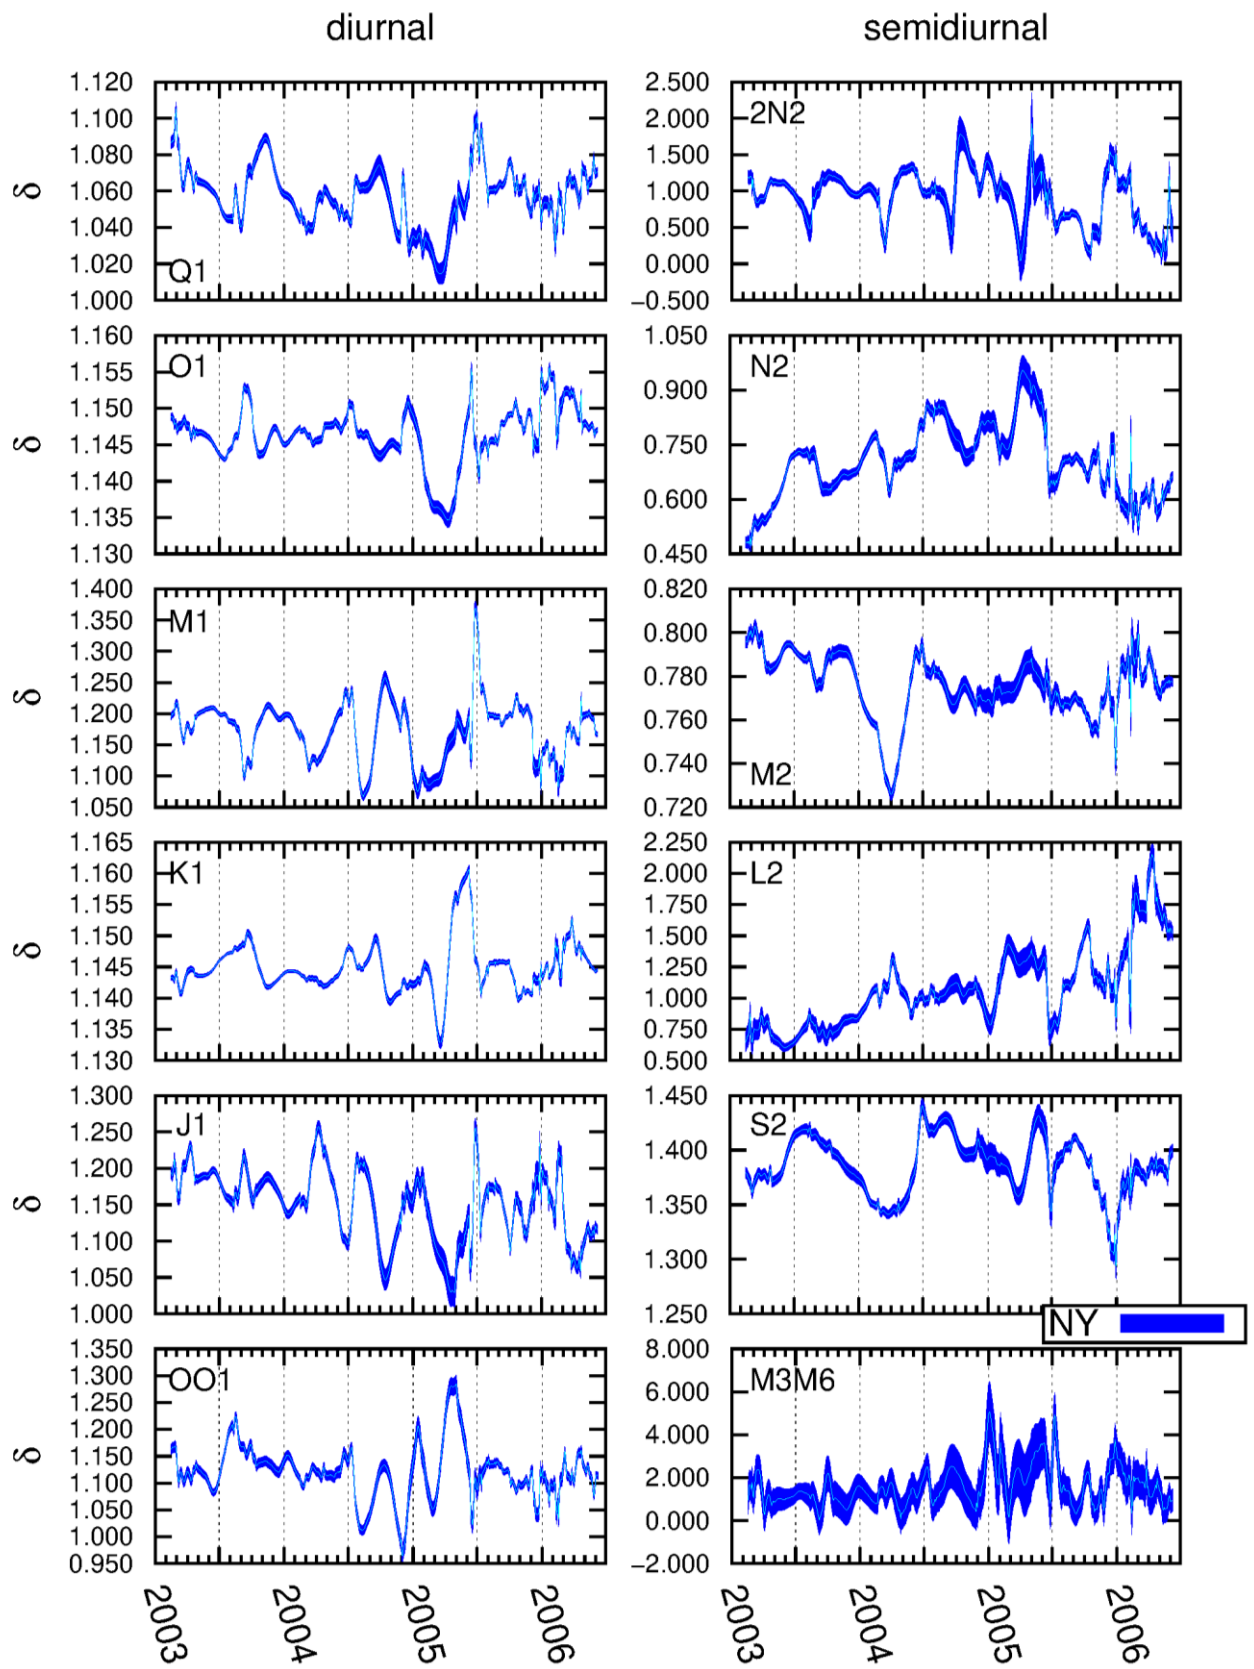 diurnal semidiurnal
1.120 2.500
1.100 2.000 2N2
1.080 1.500
δ 1.060 1.000
1.040 0.500
1.020 Q1 0.000
1.000 −0.500
1.160 1.050
1.155 O1 0.900 N2
1.150
δ 1.145 0.750
1.140 0.600
1.135
1.130 0.450
1.400 0.820
1.350 M1 0.800
1.300
1.250 0.780
δ 1.200 0.760
1.150 0.740
1.100 M2
1.050 0.720
1.165 2.250
1.160 K1 2.000 L2
1.155 1.750
1.150 1.500
δ 1.145 1.250
1.140 1.000
1.135 0.750
1.130 0.500
1.300 1.450
1.250 J1 1.400 S2
1.200
δ 1.150 1.350
1.100 1.300
1.050
1.000 1.250
NY
1.350 8.000
1.300 OO1 6.000 M3M6
1.250
1.200 4.000
δ 1.150 2.000
1.100
1.050 0.000
1.000
0.950 −2.000
2003 2004 2005 2006 2003 2004 2005 2006